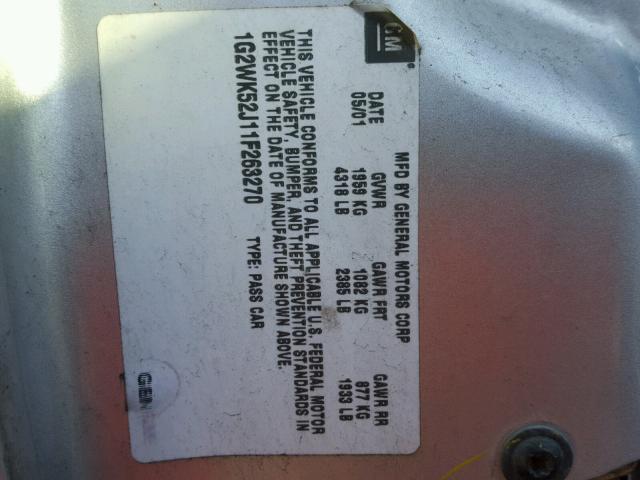 GM
MFD BY GENERAL MOTORS CORP
DATE GVWR GAWR FRT GAWR RR
05/01 1959 KG 1082 KG 877 KG
4318 LB 2385 LB 1933 LB
THIS VEHICLE CONFORMS TO ALL APPLICABLE U.S. FEDERAL MOTOR
VEHICLE SAFETY, BUMPER, AND THEFT PREVENTION STANDARDS IN
EFFECT ON THE DATE OF MANUFACTURE SHOWN ABOVE.
1G2WK52J11F263270 TYPE: PASS CAR
GEN